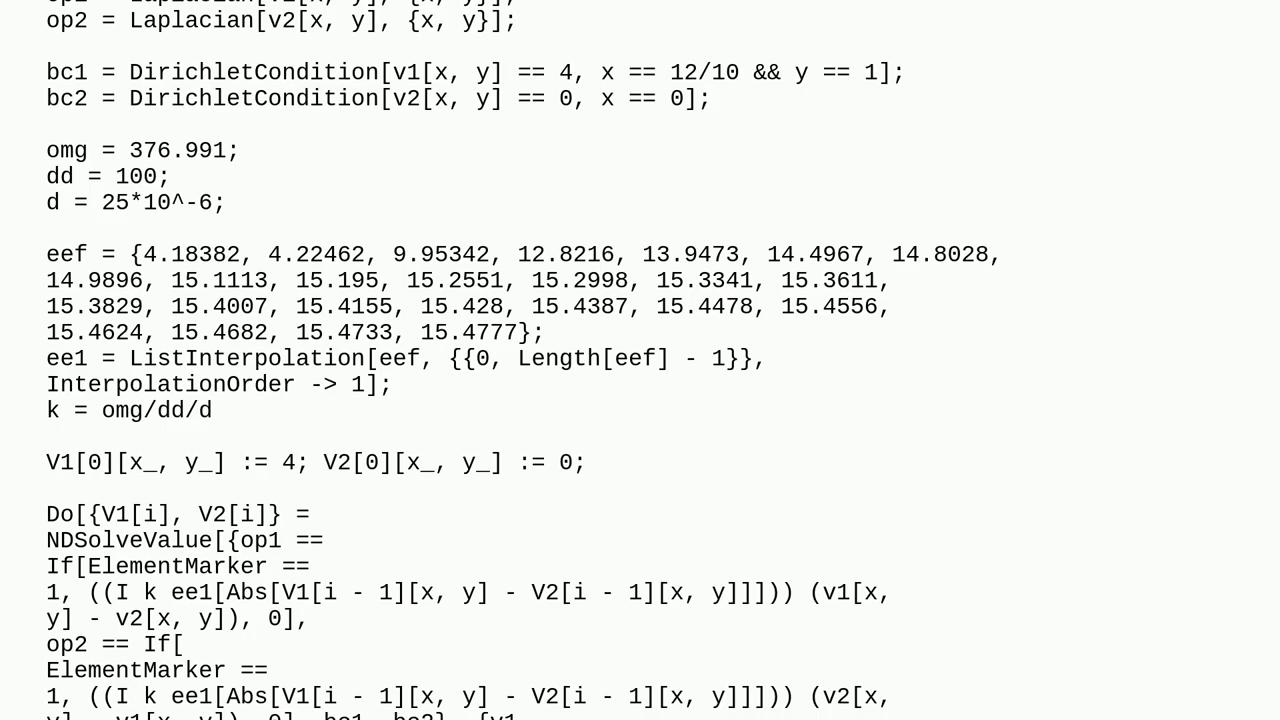 op2 = Laplacian[v2[x, y], {x, y}];
bc1 = DirichletCondition[v1[x, y] == 4, x == 12/10 && y == 1];
bc2 = DirichletCondition[v2[x, y] == 0, x == 0];
omg = 376.991;
dd = 100;
d = 25*10^-6;
eef = {4.18382, 4.22462, 9.95342, 12.8216, 13.9473, 14.4967, 14.8028,
14.9896, 15.1113, 15.195, 15.2551, 15.2998, 15.3341, 15.3611,
15.3829, 15.4007, 15.4155, 15.428, 15.4387, 15.4478, 15.4556,
15.4624, 15.4682, 15.4733, 15.4777};
ee1 = ListInterpolation[eef, {{0, Length[eef] - 1}},
InterpolationOrder -> 1];
k = omg/dd/d
V1[0][x_, y_] := 4; V2[0][x_, y_] := 0;
Do[{V1[i], V2[i]} =
NDSolveValue[{op1 ==
If[ElementMarker ==
1, ((I k ee1[Abs[V1[i - 1][x, y] - V2[i - 1][x, y]]])) (v1[x,
y] - v2[x, y]), 0],
op2 == If[
ElementMarker ==
1, ((I k ee1[Abs[V1[i - 1][x, y] - V2[i - 1][x, y]]])) (v2[x,
y] - v1[x, y]), 0], bc1, bc2}, {v1,